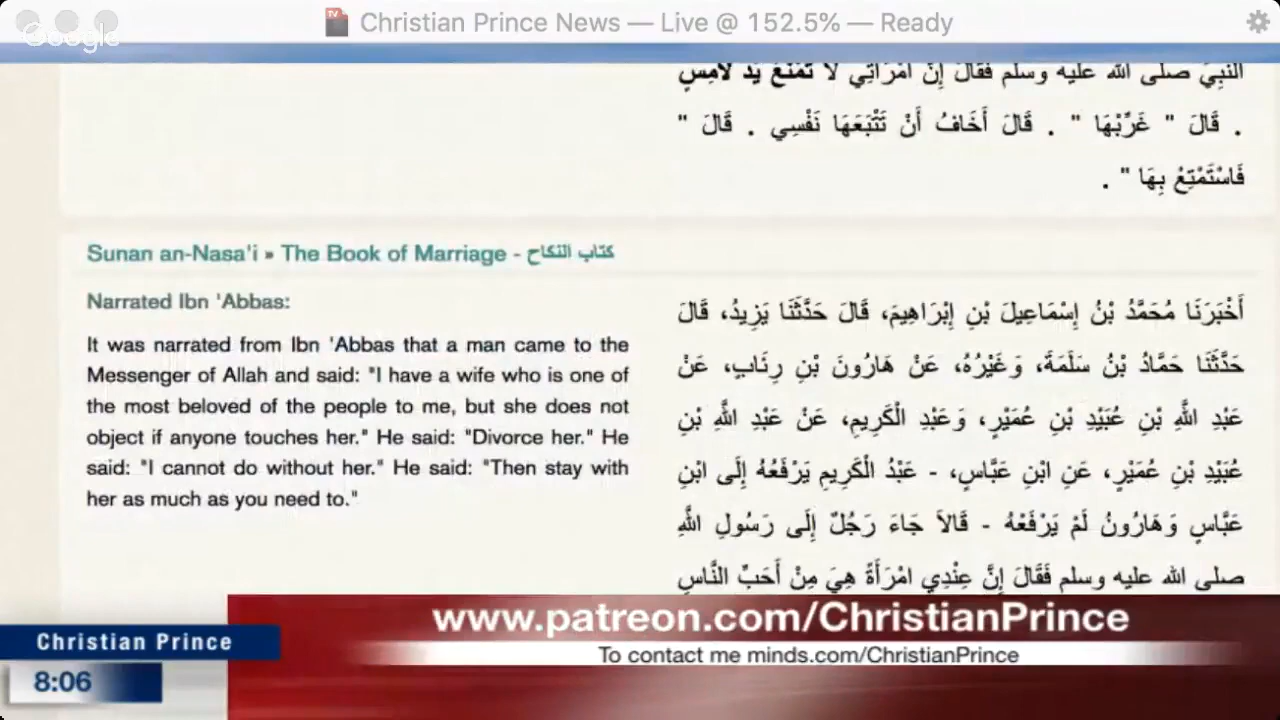 Christian Prince News — Live @ 152.5% — Ready
Google
النبي صلى الله عليه وسلم فقال إن امرأتي لا تمنع يد لامس
. قَالَ " غَرِّبْهَا " . قَالَ أَخَافُ أَنْ تَتْبَعَهَا نَفْسِي . قَالَ "
فَاسْتَمْتِعْ بِهَا " .
Sunan an-Nasa'i » The Book of Marriage - كتاب النكاح
Narrated Ibn 'Abbas:
It was narrated from Ibn 'Abbas that a man came to the
Messenger of Allah and said: "I have a wife who is one of
the most beloved of the people to me, but she does not
object if anyone touches her." He said: "Divorce her." He
said: "I cannot do without her." He said: "Then stay with
her as much as you need to."
أَخْبَرَنَا مُحَمَّدُ بْنُ إِسْمَاعِيلَ بْنِ إِبْرَاهِيمَ، قَالَ حَدَّثَنَا يَزِيدُ، قَالَ
حَدَّثَنَا حَمَّادُ بْنُ سَلَمَةَ، وَغَيْرُهُ، عَنْ هَارُونَ بْنِ رِئَابٍ، عَنْ
عَبْدِ اللَّهِ بْنِ عُبَيْدِ بْنِ عُمَيْرٍ، وَعَبْدِ الْكَرِيمِ، عَنْ عَبْدِ اللَّهِ بْنِ
عُبَيْدِ بْنِ عُمَيْرٍ، عَنِ ابْنِ عَبَّاسٍ، - عَبْدُ الْكَرِيمِ يَرْفَعُهُ إِلَى ابْنِ
عَبَّاسٍ وَهَارُونُ لَمْ يَرْفَعْهُ - قَالاَ جَاءَ رَجُلٌ إِلَى رَسُولِ اللَّهِ
صلى الله عليه وسلم فَقَالَ إِنَّ عِنْدِي امْرَأَةً هِيَ مِنْ أَحَبِّ النَّاسِ
www.patreon.com/ChristianPrince
To contact me minds.com/ChristianPrince
Christian Prince
8:06